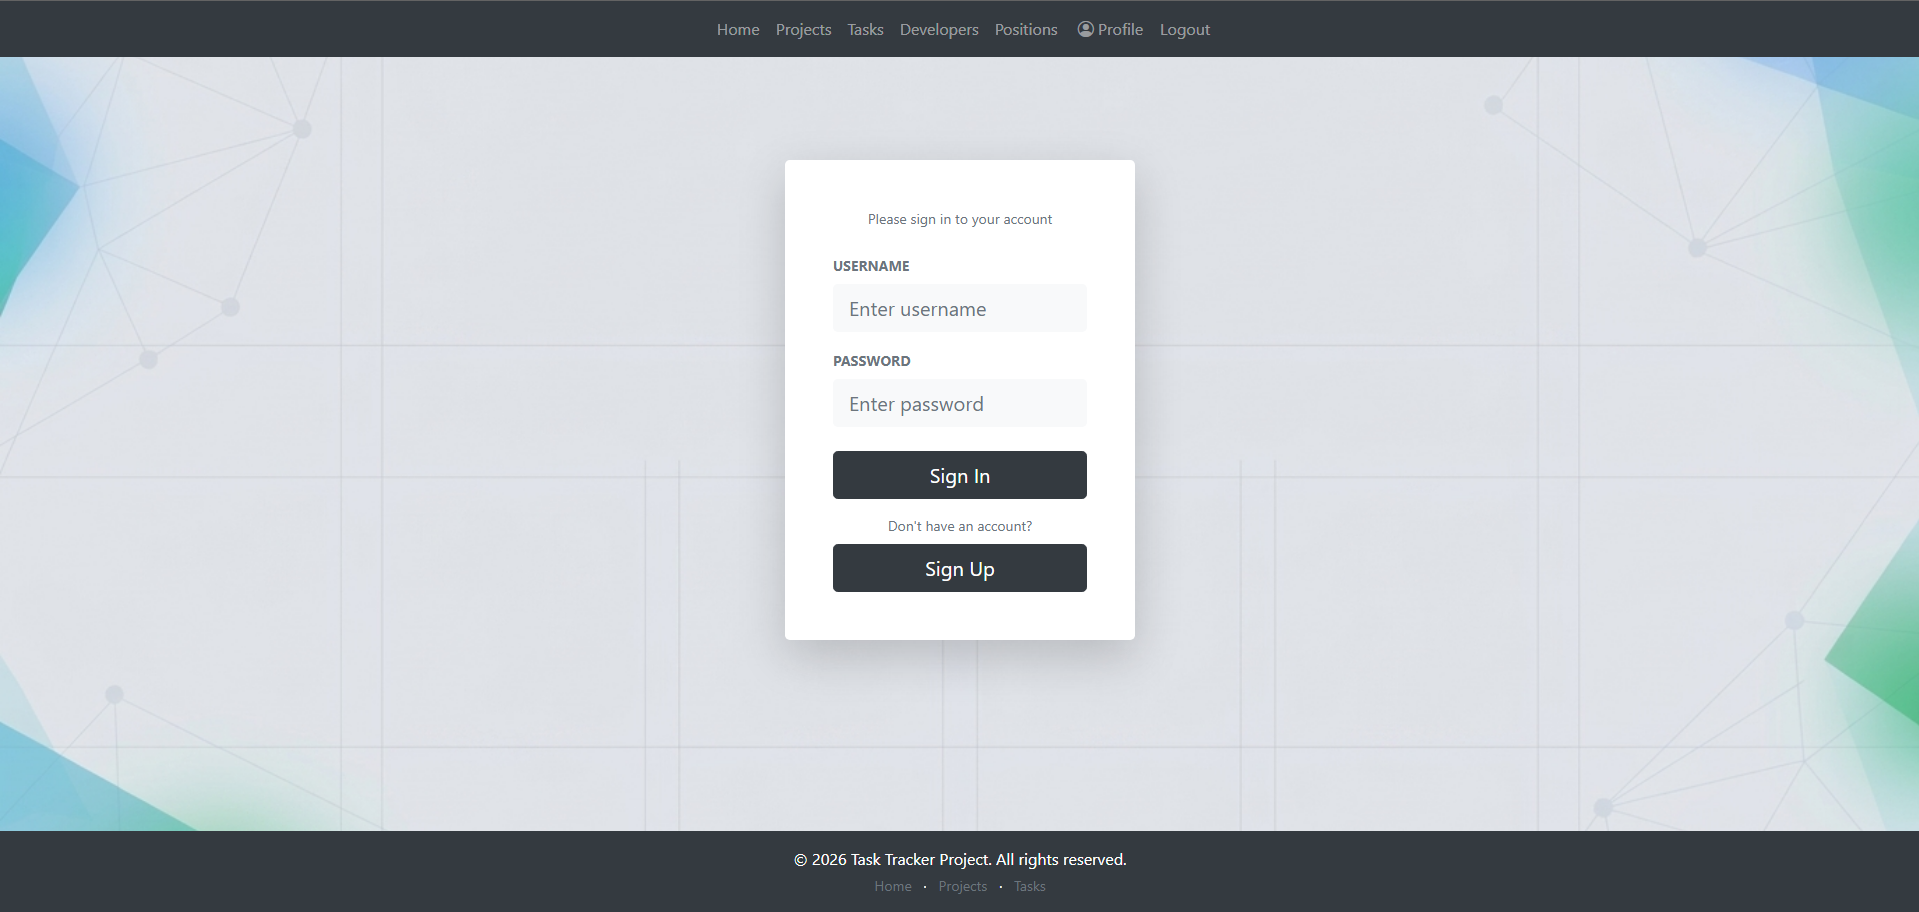 Home Projects Tasks Developers Positions Profile Logout
Please sign in to your account
USERNAME
Enter username
PASSWORD
Enter password
Sign In
Don't have an account?
Sign Up
© 2026 Task Tracker Project. All rights reserved.
Home · Projects · Tasks